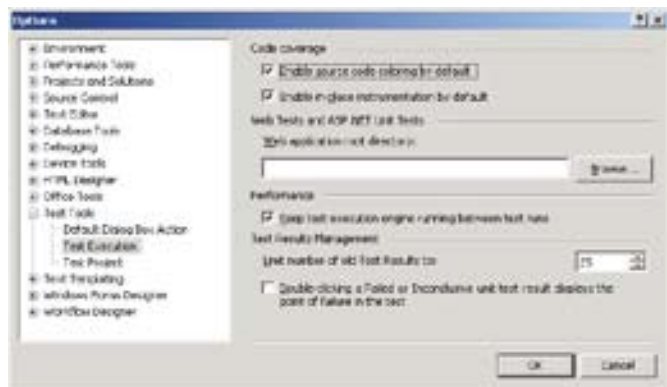 Options
Environment
Performance Tools
Projects and Solutions
Source Control
Text Editor
Database Tools
Debugging
Device Tools
HTML Designer
Office Tools
Test Tools
Default Dialog Box Action
Test Execution
Test Project
Text Templating
Windows Forms Designer
Workflow Designer
Code coverage
Enable source code coloring by default
Enable in-place instrumentation by default
Web Tests and ASP.NET Unit Tests
Web application root directory:
Browse...
Performance
Keep test execution engine running between test runs
Test Results Management
Limit number of old Test Results to:
25
Double-clicking a Failed or Inconclusive unit test result displays the
point of failure in the test
OK
Cancel